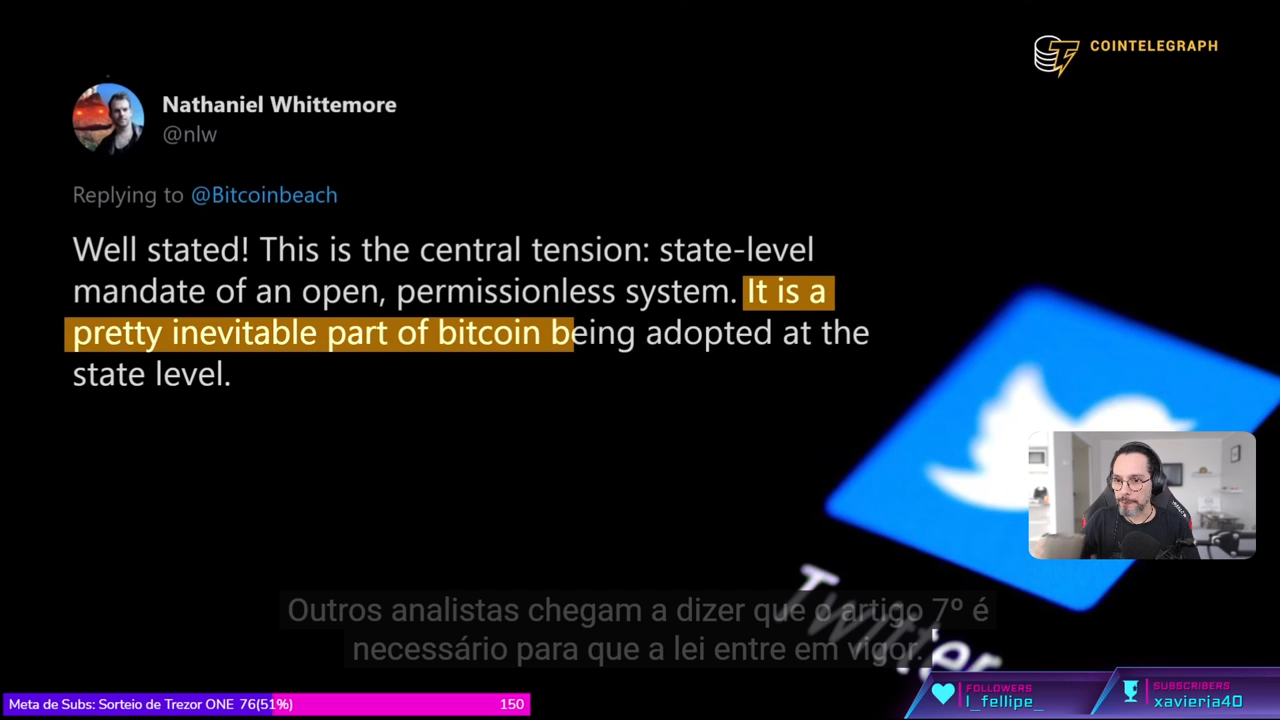 COINTELEGRAPH
Nathaniel Whittemore
@nlw
Replying to @Bitcoinbeach
Well stated! This is the central tension: state-level
mandate of an open, permissionless system. It is a
pretty inevitable part of bitcoin being adopted at the
state level.
Twitter
Outros analistas chegam a dizer que o artigo 7º é
necessário para que a lei entre em vigor.
Meta de Subs: Sorteio de Trezor ONE 76(51%) 150
FOLLOWERS
l_fellipe_
SUBSCRIBERS
xavierja40